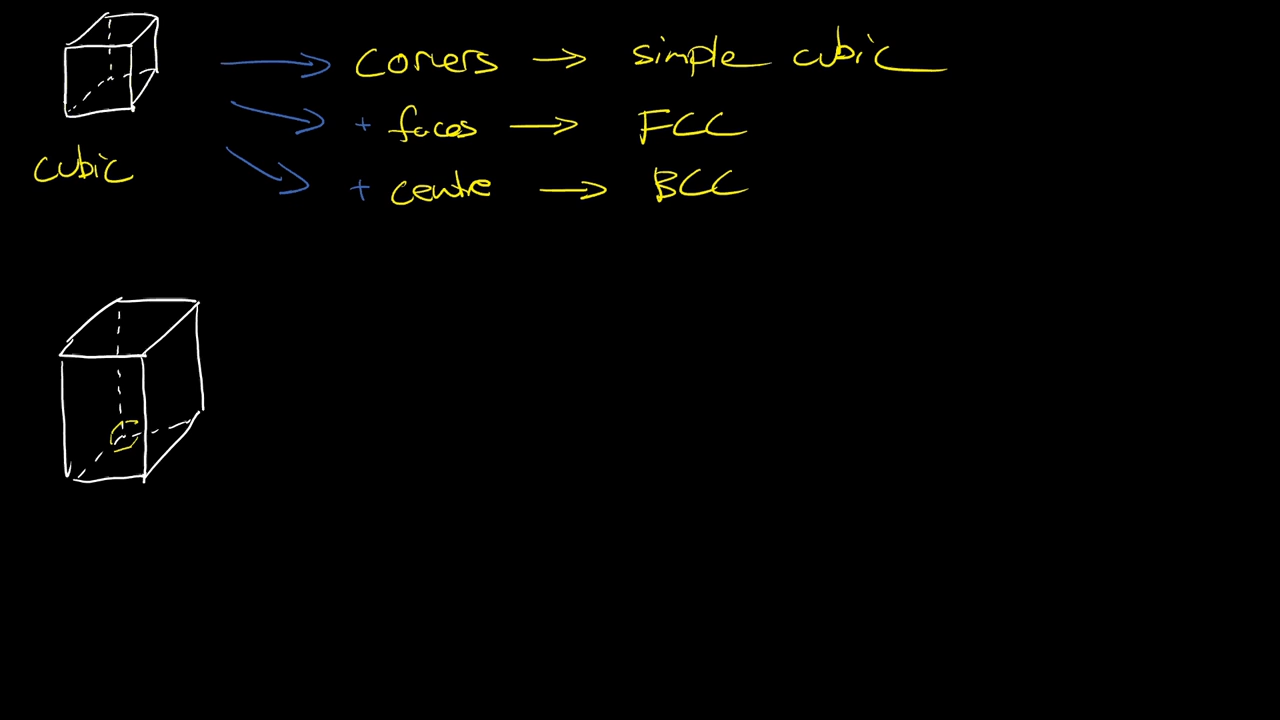 corners → simple cubic
+ faces → FCC
cubic
+ centre → BCC